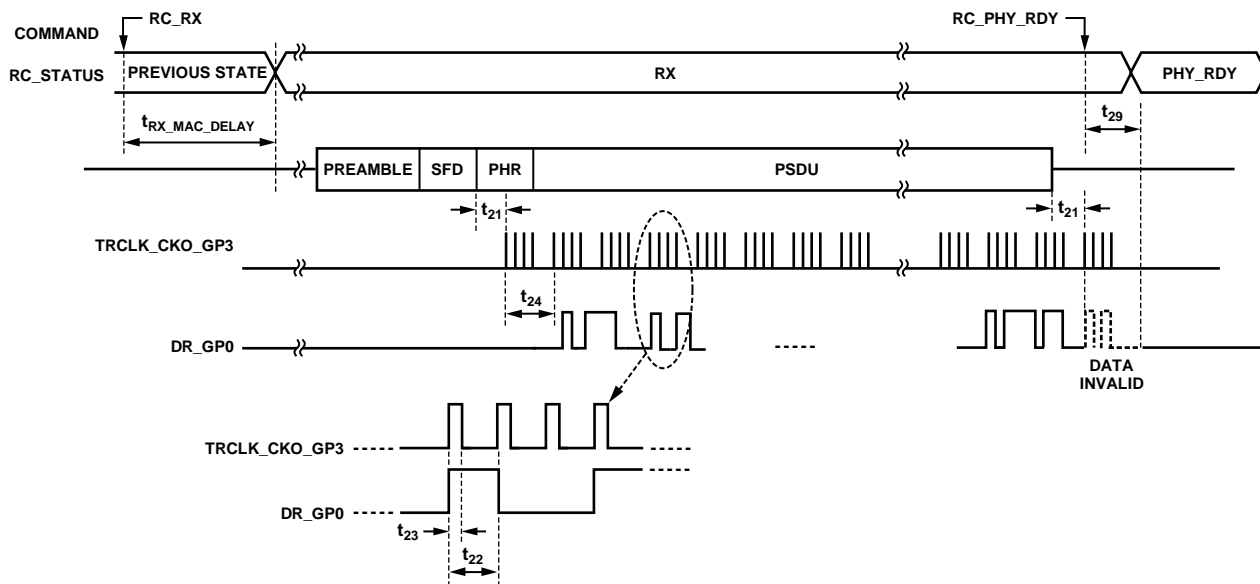 RC_RX
RC_PHY_RDY
COMMAND
RC_STATUS
PREVIOUS STATE
RX
PHY_RDY
tRX_MAC_DELAY
t29
PREAMBLE
SFD
PHR
PSDU
t21
t21
TRCLK_CKO_GP3
t24
DR_GP0
DATA
INVALID
TRCLK_CKO_GP3
DR_GP0
t23
t22